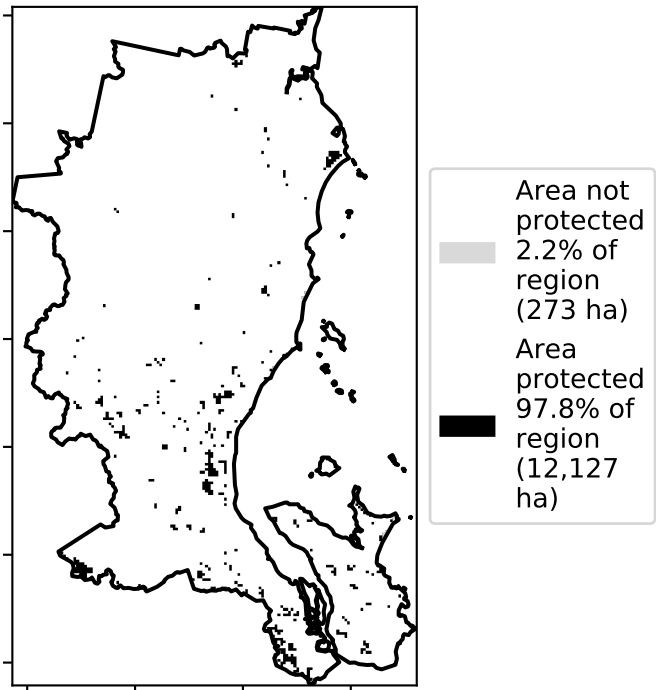 Area not
protected
2.2% of
region
(273 ha)
Area
protected
97.8% of
region
(12,127
ha)